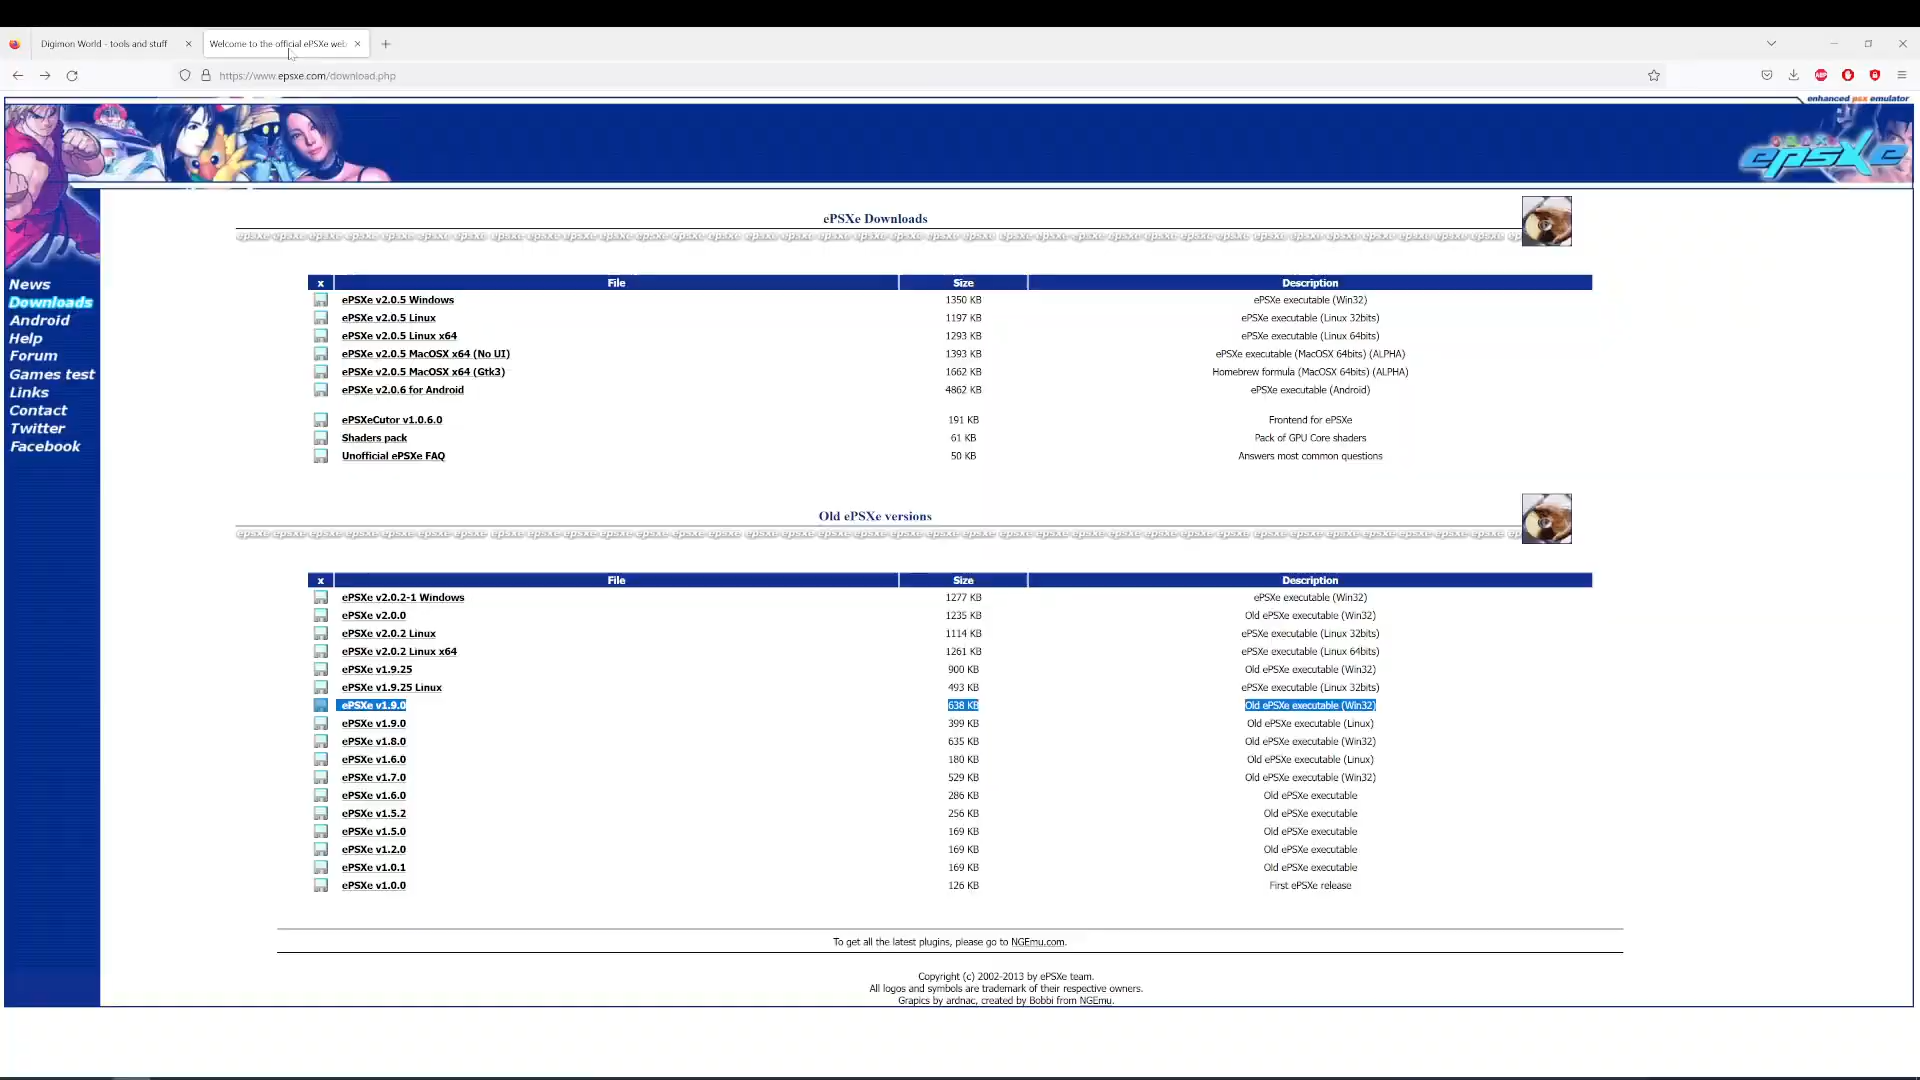 Digimon World - tools and stuff
Welcome to the official ePSXe web
https://www.epsxe.com/download.php
ABP
enhanced psx emulator
epsxe
News
Downloads
Android
Help
Forum
Games test
Links
Contact
Twitter
Facebook
ePSXe Downloads
x File Size Description
ePSXe v2.0.5 Windows 1350 KB ePSXe executable (Win32)
ePSXe v2.0.5 Linux 1197 KB ePSXe executable (Linux 32bits)
ePSXe v2.0.5 Linux x64 1293 KB ePSXe executable (Linux 64bits)
ePSXe v2.0.5 MacOSX x64 (No UI) 1393 KB ePSXe executable (MacOSX 64bits) (ALPHA)
ePSXe v2.0.5 MacOSX x64 (Gtk3) 1662 KB Homebrew formula (MacOSX 64bits) (ALPHA)
ePSXe v2.0.6 for Android 4862 KB ePSXe executable (Android)
ePSXeCutor v1.0.6.0 191 KB Frontend for ePSXe
Shaders pack 61 KB Pack of GPU Core shaders
Unofficial ePSXe FAQ 50 KB Answers most common questions
Old ePSXe versions
x File Size Description
ePSXe v2.0.2-1 Windows 1277 KB ePSXe executable (Win32)
ePSXe v2.0.0 1235 KB Old ePSXe executable (Win32)
ePSXe v2.0.2 Linux 1114 KB ePSXe executable (Linux 32bits)
ePSXe v2.0.2 Linux x64 1261 KB ePSXe executable (Linux 64bits)
ePSXe v1.9.25 900 KB Old ePSXe executable (Win32)
ePSXe v1.9.25 Linux 493 KB ePSXe executable (Linux 32bits)
ePSXe v1.9.0 638 KB Old ePSXe executable (Win32)
ePSXe v1.9.0 399 KB Old ePSXe executable (Linux)
ePSXe v1.8.0 635 KB Old ePSXe executable (Win32)
ePSXe v1.6.0 180 KB Old ePSXe executable (Linux)
ePSXe v1.7.0 529 KB Old ePSXe executable (Win32)
ePSXe v1.6.0 286 KB Old ePSXe executable
ePSXe v1.5.2 256 KB Old ePSXe executable
ePSXe v1.5.0 169 KB Old ePSXe executable
ePSXe v1.2.0 169 KB Old ePSXe executable
ePSXe v1.0.1 169 KB Old ePSXe executable
ePSXe v1.0.0 126 KB First ePSXe release
To get all the latest plugins, please go to NGEmu.com.
Copyright (c) 2002-2013 by ePSXe team.
All logos and symbols are trademark of their respective owners.
Grapics by ardnac, created by Bobbi from NGEmu.